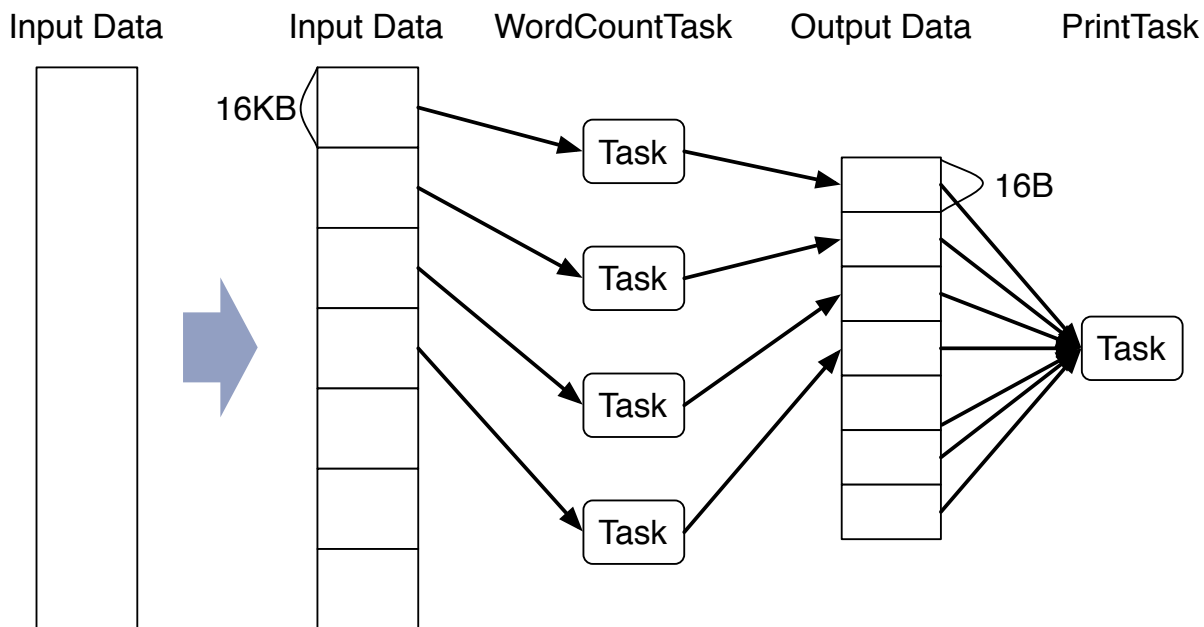 Input Data
Input Data
WordCountTask
Output Data
PrintTask
16KB
Task
16B
Task
Task
Task
Task